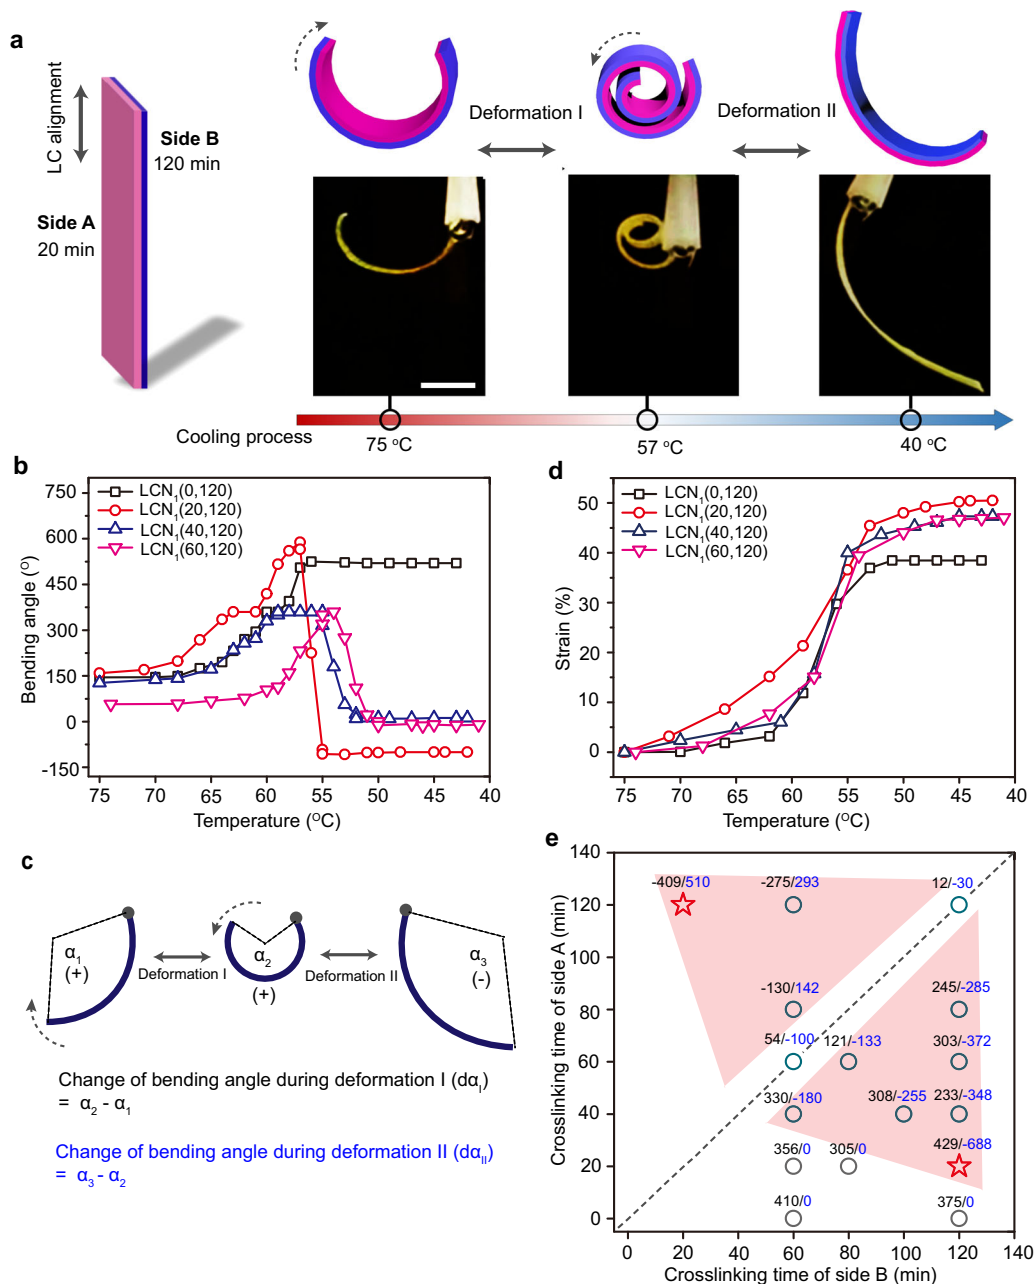 a
LC alignment
Side B
120 min
Side A
20 min
Deformation I
Deformation II
Cooling process
75 °C
57 °C
40 °C
b
LCN₁(0,120)
LCN₁(20,120)
LCN₁(40,120)
LCN₁(60,120)
Bending angle (°)
750
600
450
300
150
0
-150
75 70 65 60 55 50 45 40
Temperature (°C)
d
LCN₁(0,120)
LCN₁(20,120)
LCN₁(40,120)
LCN₁(60,120)
Strain (%)
50
40
30
20
10
0
75 70 65 60 55 50 45 40
Temperature (°C)
c
α₁
(+)
Deformation I
α₂
(+)
Deformation II
α₃
(-)
Change of bending angle during deformation I (dα_I)
= α₂ - α₁
Change of bending angle during deformation II (dα_II)
= α₃ - α₂
e
Crosslinking time of side A (min)
140
120
100
80
60
40
20
0
-409/510 -275/293 12/-30
-130/142 245/-285
54/-100 121/-133 303/-372
330/-180 308/-255 233/-348
356/0 305/0 429/-688
410/0 375/0
0 20 40 60 80 100 120 140
Crosslinking time of side B (min)